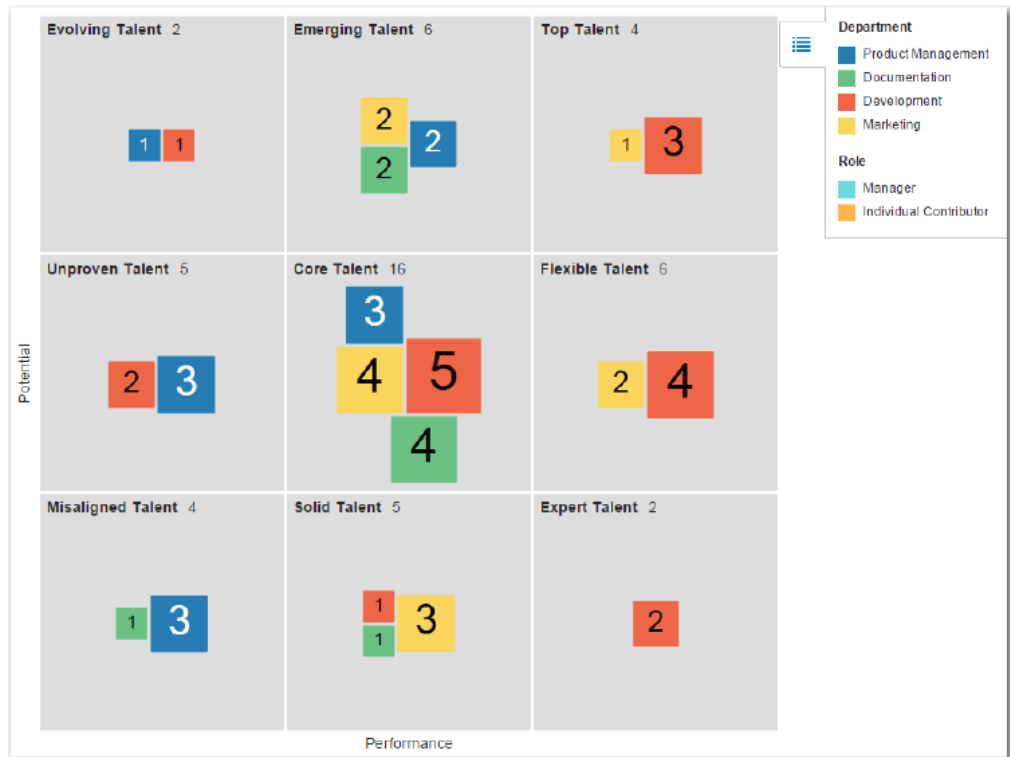 Evolving Talent 2
1 1
Emerging Talent 6
2
2
2
Top Talent 4
1 3
Unproven Talent 5
2 3
Core Talent 16
3
4 5
4
Flexible Talent 6
2 4
Misaligned Talent 4
1 3
Solid Talent 5
1
3
1
Expert Talent 2
2
Potential
Performance
Department
Product Management
Documentation
Development
Marketing
Role
Manager
Individual Contributor